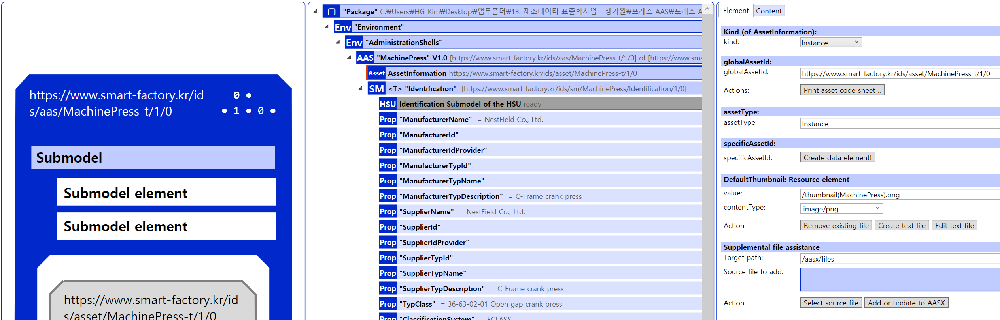 https://www.smart-factory.kr/id
s/aas/MachinePress-t/1/0
0 •
• 1 • 0 •
Submodel
Submodel element
Submodel element
https://www.smart-factory.kr/id
s/asset/MachinePress-t/1/0
"Package" C:₩Users₩HG_Kim₩Desktop₩업무폴더₩13. 제조데이터 표준화사업 - 생기원₩프레스 AAS₩프레스 A
Env "Environment"
Env "AdministrationShells"
AAS "MachinePress" V1.0 [https://www.smart-factory.kr/ids/aas/MachinePress-t/1/0] of [https://www.sma
Asset AssetInformation https://www.smart-factory.kr/ids/asset/MachinePress-t/1/0
SM <T> "Identification" [https://www.smart-factory.kr/ids/sm/MachinePress/Identification/1/0]
HSU Identification Submodel of the HSU ready
Prop "ManufacturerName" = NestField Co., Ltd.
Prop "ManufacturerId"
Prop "ManufacturerIdProvider"
Prop "ManufacturerTypId"
Prop "ManufacturerTypName"
Prop "ManufacturerTypDescription" = C-Frame crank press
Prop "SupplierName" = NestField Co., Ltd.
Prop "SupplierId"
Prop "SupplierIdProvider"
Prop "SupplierTypId"
Prop "SupplierTypName"
Prop "SupplierTypDescription" = C-Frame crank press
Prop "TypClass" = 36-63-02-01 Open gap crank press
Prop "ClassificationSystem" = ECLASS
Element Content
Kind (of AssetInformation):
kind: Instance
globalAssetId:
globalAssetId: https://www.smart-factory.kr/ids/asset/MachinePress-t/1/0
Actions: Print asset code sheet ..
assetType:
assetType: Instance
specificAssetId:
specificAssetId: Create data element!
DefaultThumbnail: Resource element
value: /thumbnail(MachinePress).png
contentType: image/png
Action Remove existing file Create text file Edit text file
Supplemental file assistance
Target path: /aasx/files
Source file to add:
Action Select source file Add or update to AASX